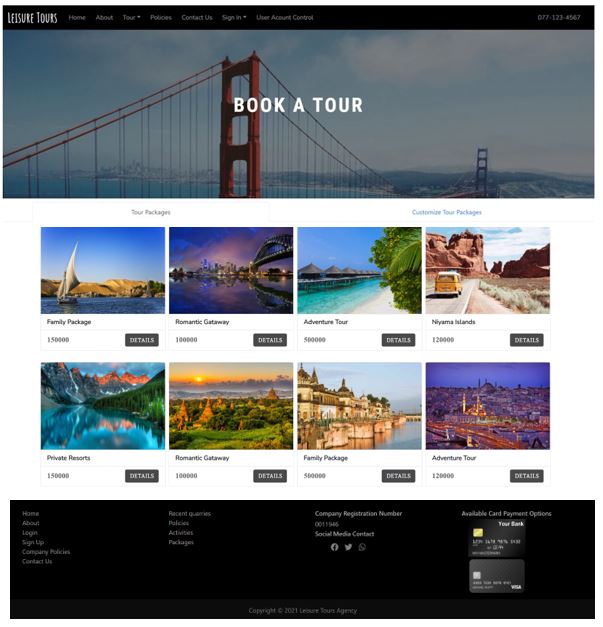 Leisure Tours Home About Tour Policies Contact Us Sign In User Acount Control 077-123-4567
BOOK A TOUR
Tour Packages Customize Tour Packages
Family Package Romantic Gataway Adventure Tour Niyama Islands
150000 DETAILS 100000 DETAILS 500000 DETAILS 120000 DETAILS
Private Resorts Romantic Gataway Family Package Adventure Tour
150000 DETAILS 100000 DETAILS 500000 DETAILS 120000 DETAILS
Home
About
Login
Sign Up
Company Policies
Contact Us
Recent quarries
Policies
Activities
Packages
Company Registration Number
0011946
Social Media Contact
Available Card Payment Options
Your Bank
VISA
Copyright © 2021 Leisure Tours Agency